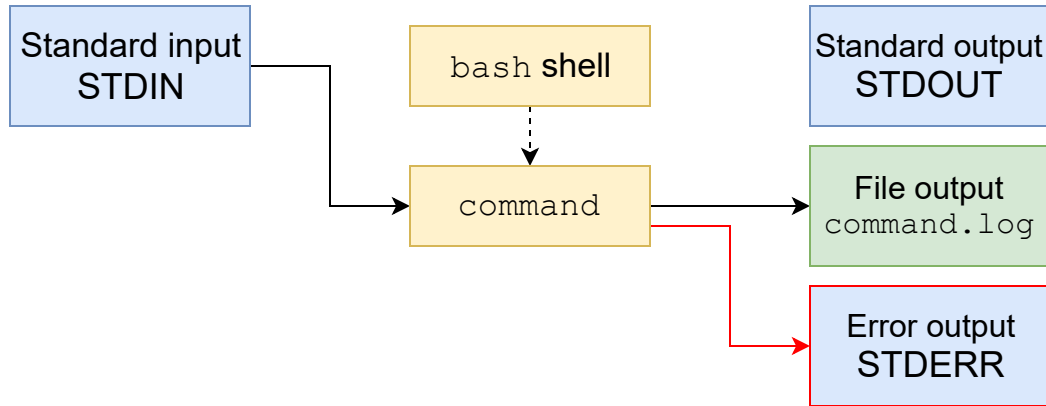 Standard input
STDIN
bash shell
Standard output
STDOUT
command
File output
command.log
Error output
STDERR